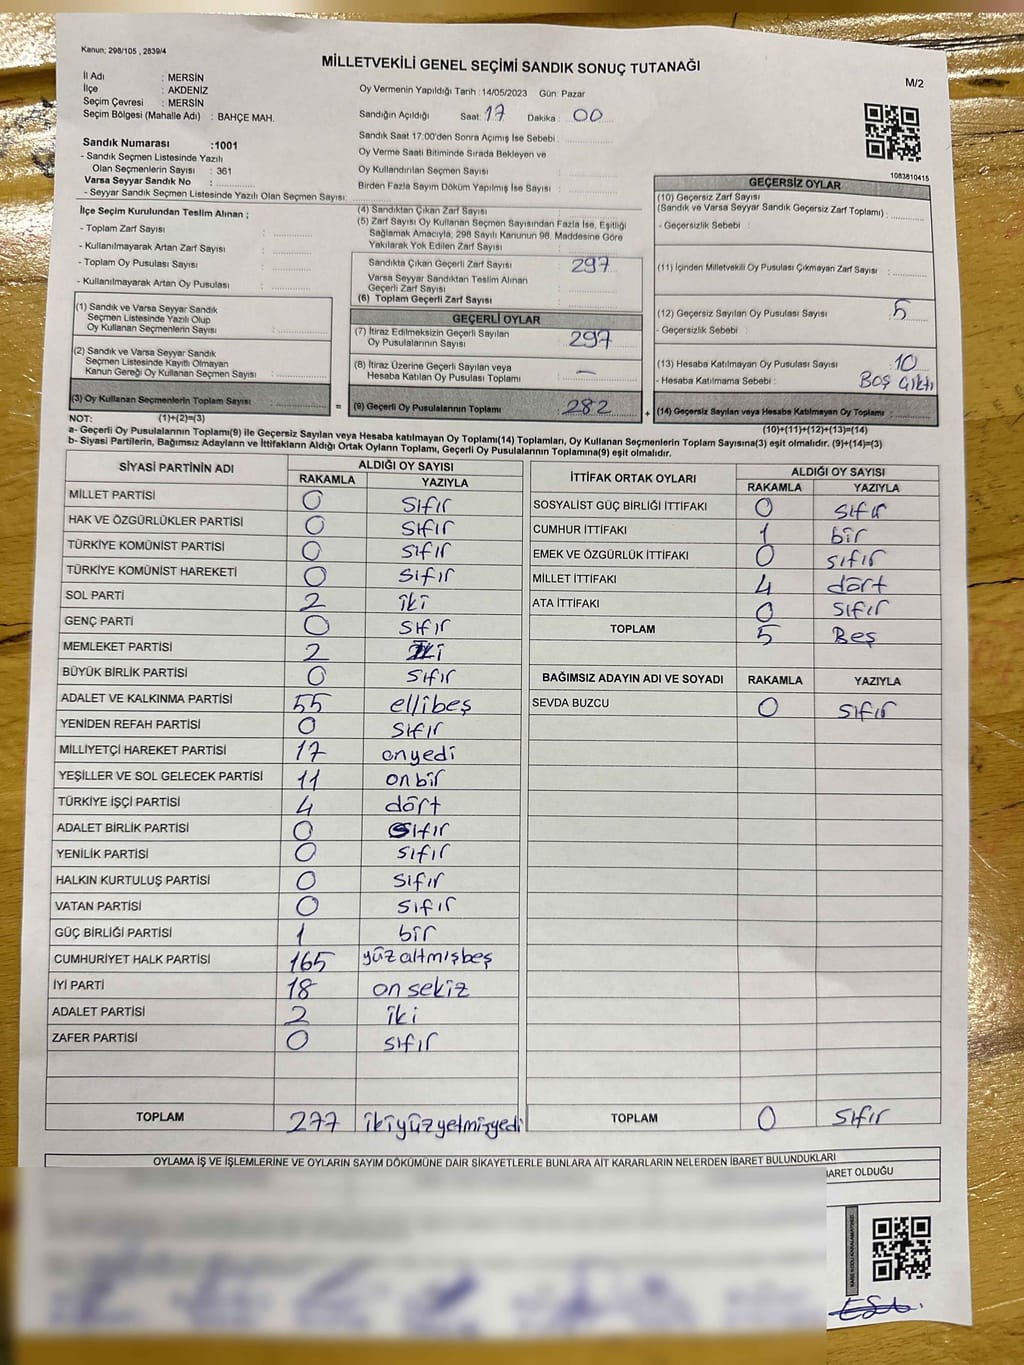 Kanun; 298/105 , 2839/4
MİLLETVEKİLİ GENEL SEÇİMİ SANDIK SONUÇ TUTANAĞI
M/2
İl Adı : MERSİN
İlçe : AKDENİZ
Seçim Çevresi : MERSİN
Seçim Bölgesi (Mahalle Adı) : BAHÇE MAH.
Oy Vermenin Yapıldığı Tarih : 14/05/2023 Gün: Pazar
Sandığın Açıldığı Saat: 17 Dakika : 00
Sandık Saat 17:00'den Sonra Açımış İse Sebebi :
Oy Verme Saati Bitiminde Sırada Bekleyen ve
Oy Kullandırılan Seçmen Sayısı :
Birden Fazla Sayım Döküm Yapılmış İse Sayısı :
Sandık Numarası :1001
- Sandık Seçmen Listesinde Yazılı
Olan Seçmenlerin Sayısı : 361
Varsa Seyyar Sandık No :
- Seyyar Sandık Seçmen Listesinde Yazılı Olan Seçmen Sayısı:
1083810415
İlçe Seçim Kurulundan Teslim Alınan ;
- Toplam Zarf Sayısı :
- Kullanılmayarak Artan Zarf Sayısı :
- Toplam Oy Pusulası Sayısı :
- Kullanılmayarak Artan Oy Pusulası :
(1) Sandık ve Varsa Seyyar Sandık
Seçmen Listesinde Yazılı Olup
Oy Kullanan Seçmenlerin Sayısı :
(2) Sandık ve Varsa Seyyar Sandık
Seçmen Listesinde Kayıtlı Olmayan
Kanun Gereği Oy Kullanan Seçmen Sayısı :
(3) Oy Kullanan Seçmenlerin Toplam Sayısı :
(4) Sandıktan Çıkan Zarf Sayısı
(5) Zarf Sayısı Oy Kullanan Seçmen Sayısından Fazla İse, Eşitliği
Sağlamak Amacıyla, 298 Sayılı Kanunun 98. Maddesine Göre
Yakılarak Yok Edilen Zarf Sayısı :
Sandıkta Çıkan Geçerli Zarf Sayısı : 297
Varsa Seyyar Sandıktan Teslim Alınan
Geçerli Zarf Sayısı :
(6) Toplam Geçerli Zarf Sayısı :
GEÇERLİ OYLAR
(7) İtiraz Edilmeksizin Geçerli Sayılan
Oy Pusulalarının Sayısı : 297
(8) İtiraz Üzerine Geçerli Sayılan veya
Hesaba Katılan Oy Pusulası Toplamı : –
= (9) Geçerli Oy Pusulalarının Toplamı : 282 +
GEÇERSİZ OYLAR
(10) Geçersiz Zarf Sayısı
(Sandık ve Varsa Seyyar Sandık Geçersiz Zarf Toplamı) :
- Geçersizlik Sebebi :
(11) İçinden Milletvekili Oy Pusulası Çıkmayan Zarf Sayısı :
(12) Geçersiz Sayılan Oy Pusulası Sayısı : 5
- Geçersizlik Sebebi :
(13) Hesaba Katılmayan Oy Pusulası Sayısı : 10
- Hesaba Katılmama Sebebi : Boş çıktı
(14) Geçersiz Sayılan veya Hesaba Katılmayan Oy Toplamı :
NOT: (1)+(2)=(3) (10)+(11)+(12)+(13)=(14)
a- Geçerli Oy Pusulalarının Toplamı(9) ile Geçersiz Sayılan veya Hesaba katılmayan Oy Toplamı(14) Toplamları, Oy Kullanan Seçmenlerin Toplam Sayısına(3) eşit olmalıdır. (9)+(14)=(3)
b- Siyasi Partilerin, Bağımsız Adayların ve İttifakların Aldığı Ortak Oyların Toplamı, Geçerli Oy Pusulalarının Toplamına(9) eşit olmalıdır.
SİYASİ PARTİNİN ADI ALDIĞI OY SAYISI
RAKAMLA YAZIYLA
MİLLET PARTİSİ 0 sıfır
HAK VE ÖZGÜRLÜKLER PARTİSİ 0 sıfır
TÜRKİYE KOMÜNİST PARTİSİ 0 sıfır
TÜRKİYE KOMÜNİST HAREKETİ 0 sıfır
SOL PARTİ 2 iki
GENÇ PARTİ 0 sıfır
MEMLEKET PARTİSİ 2 iki
BÜYÜK BİRLİK PARTİSİ 0 sıfır
ADALET VE KALKINMA PARTİSİ 55 ellibeş
YENİDEN REFAH PARTİSİ 0 sıfır
MİLLİYETÇİ HAREKET PARTİSİ 17 onyedi
YEŞİLLER VE SOL GELECEK PARTİSİ 11 onbir
TÜRKİYE İŞÇİ PARTİSİ 4 dört
ADALET BİRLİK PARTİSİ 0 sıfır
YENİLİK PARTİSİ 0 sıfır
HALKIN KURTULUŞ PARTİSİ 0 sıfır
VATAN PARTİSİ 0 sıfır
GÜÇ BİRLİĞİ PARTİSİ 1 bir
CUMHURİYET HALK PARTİSİ 165 yüzaltmışbeş
İYİ PARTİ 18 onsekiz
ADALET PARTİSİ 2 iki
ZAFER PARTİSİ 0 sıfır
TOPLAM 277 ikiyüzyetmişyedi
İTTİFAK ORTAK OYLARI ALDIĞI OY SAYISI
RAKAMLA YAZIYLA
SOSYALİST GÜÇ BİRLİĞİ İTTİFAKI 0 sıfır
CUMHUR İTTİFAKI 1 bir
EMEK VE ÖZGÜRLÜK İTTİFAKI 0 sıfır
MİLLET İTTİFAKI 4 dört
ATA İTTİFAKI 0 sıfır
TOPLAM 5 Beş
BAĞIMSIZ ADAYIN ADI VE SOYADI RAKAMLA YAZIYLA
SEVDA BUZCU 0 sıfır
TOPLAM 0 sıfır
OYLAMA İŞ VE İŞLEMLERİNE VE OYLARIN SAYIM DÖKÜMÜNE DAİR ŞİKAYETLERLE BUNLARA AİT KARARLARIN NELERDEN İBARET BULUNDUKLARI
İBARET OLDUĞU